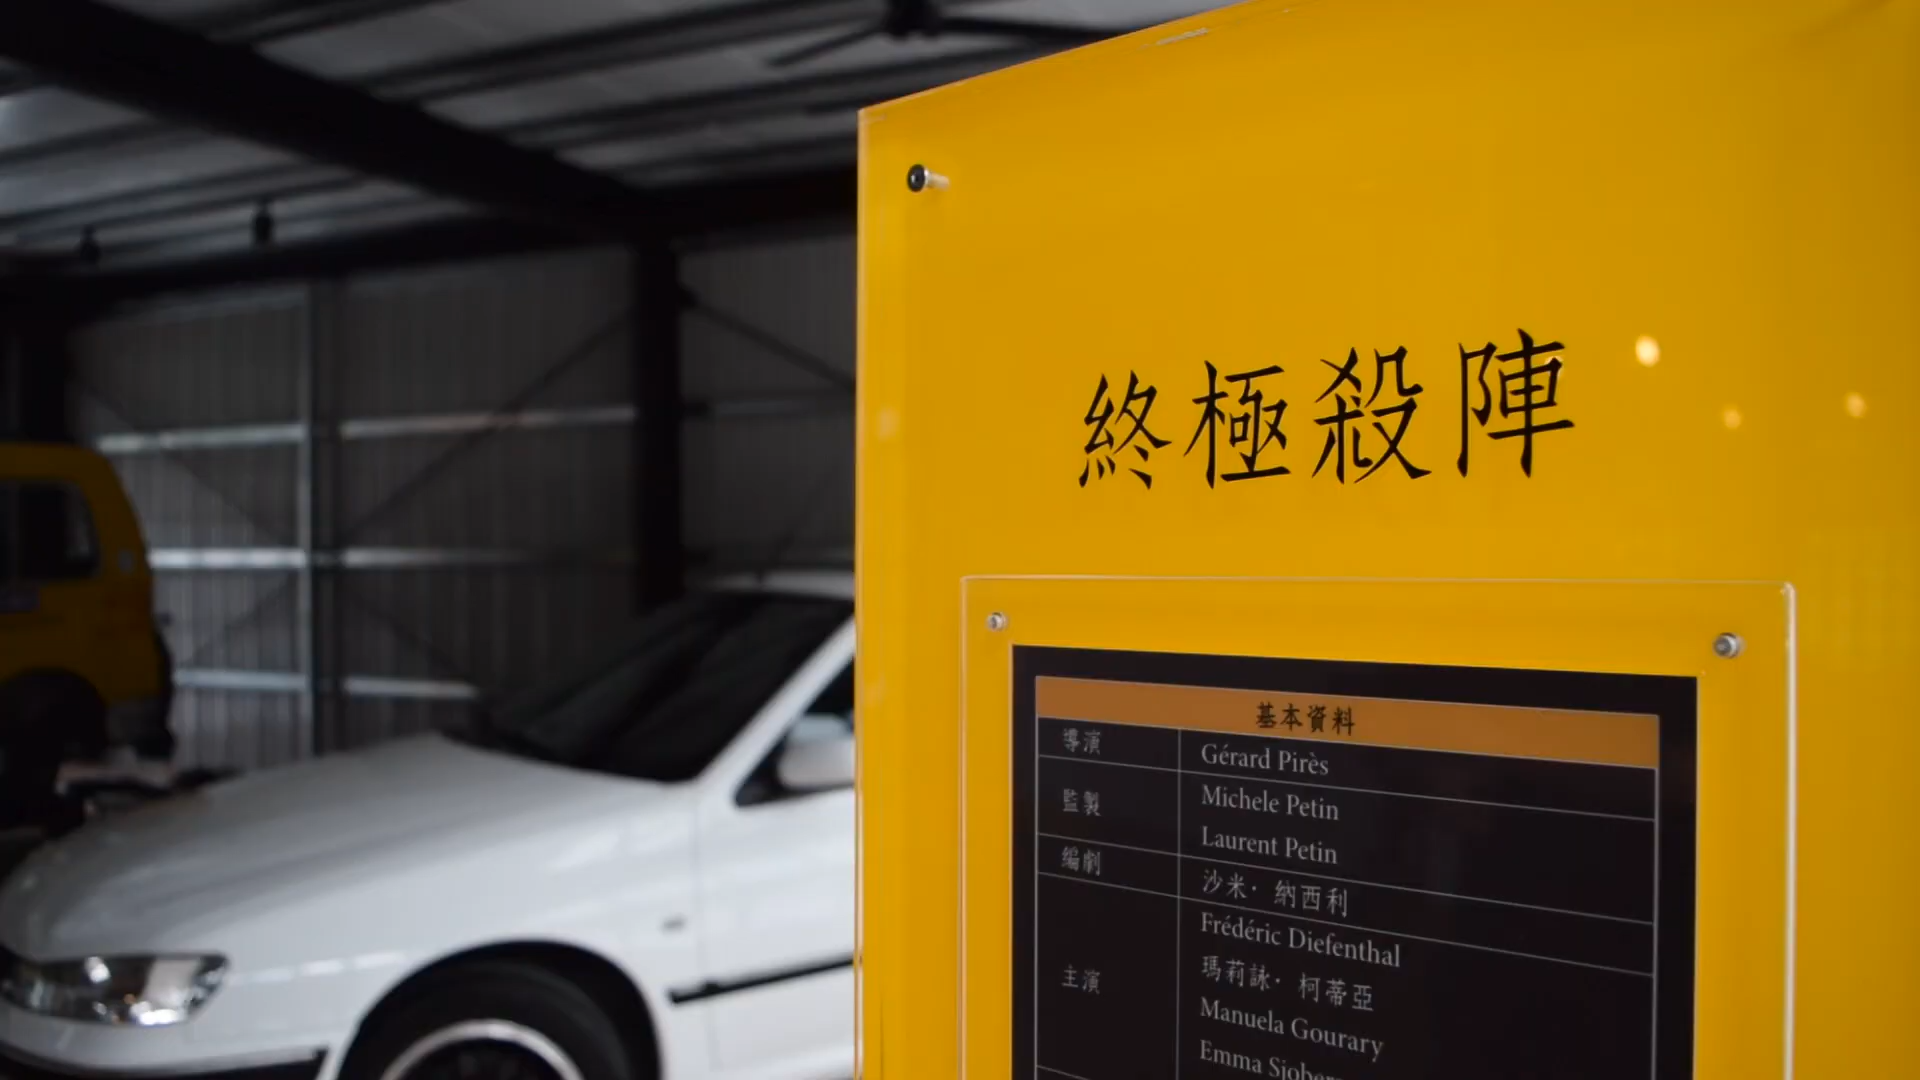 終極殺陣
基本資料
導演 Gérard Pirès
監製 Michele Petin
Laurent Petin
編劇 沙米·納西利
主演 Frédéric Diefenthal
瑪莉詠·柯蒂亞
Manuela Gourary
Emma